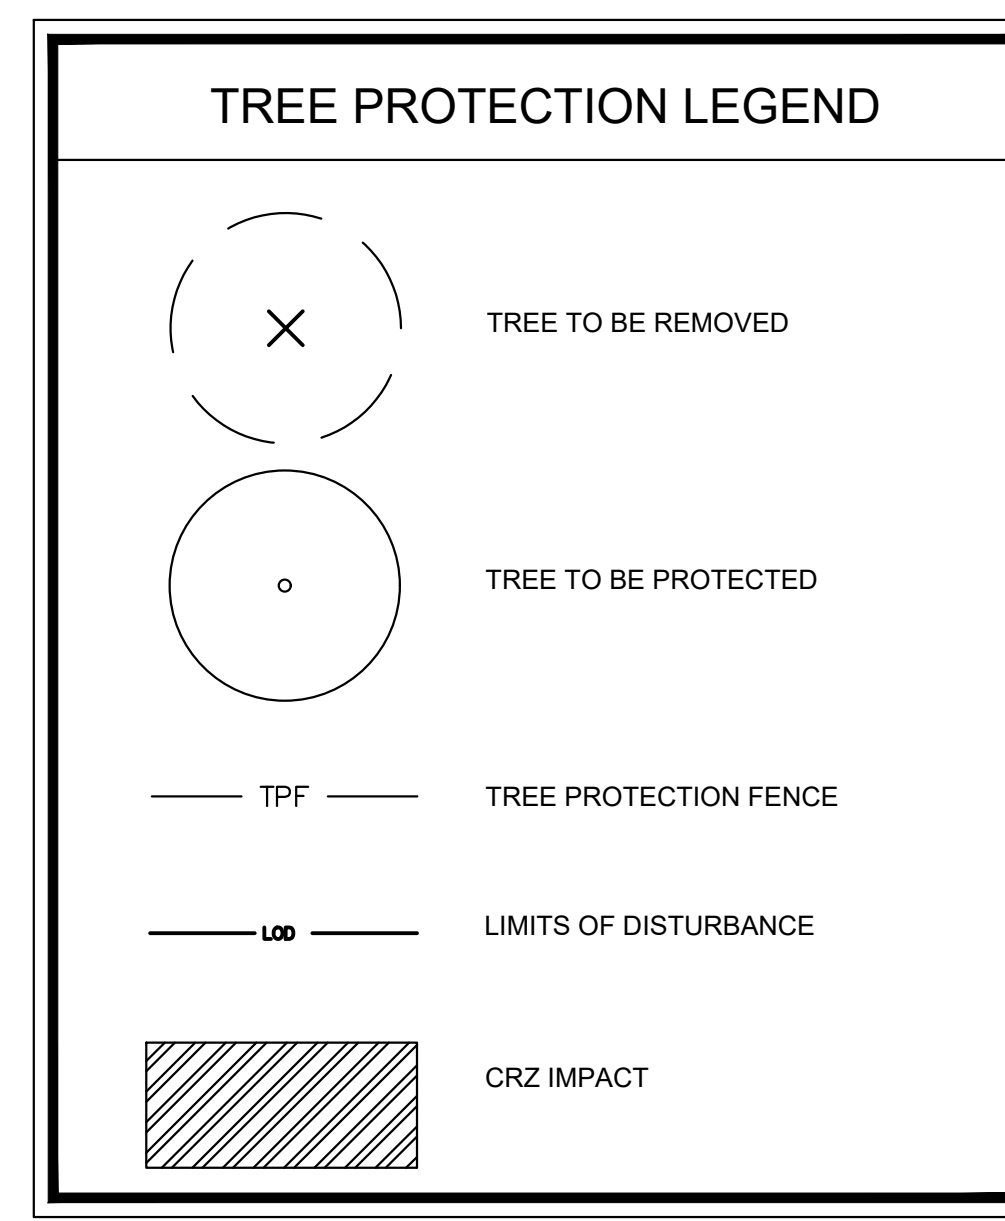 TREE PROTECTION LEGEND
TREE TO BE REMOVED
TREE TO BE PROTECTED
TPF TREE PROTECTION FENCE
LOD LIMITS OF DISTURBANCE
CRZ IMPACT